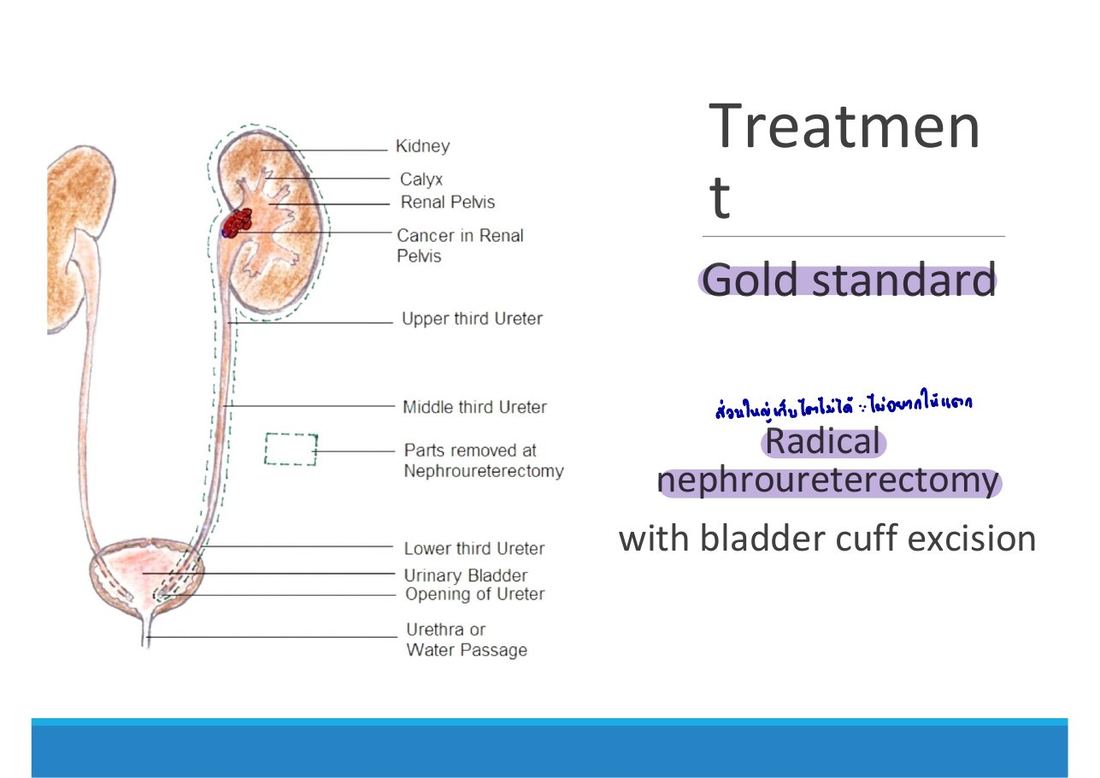 Treatmen
t
Gold standard
ส่วนใหญ่เก็บไตไม่ได้ ∵ ไม่อยากให้แตก
Radical
nephroureterectomy
with bladder cuff excision
Kidney
Calyx
Renal Pelvis
Cancer in Renal
Pelvis
Upper third Ureter
Middle third Ureter
Parts removed at
Nephroureterectomy
Lower third Ureter
Urinary Bladder
Opening of Ureter
Urethra or
Water Passage